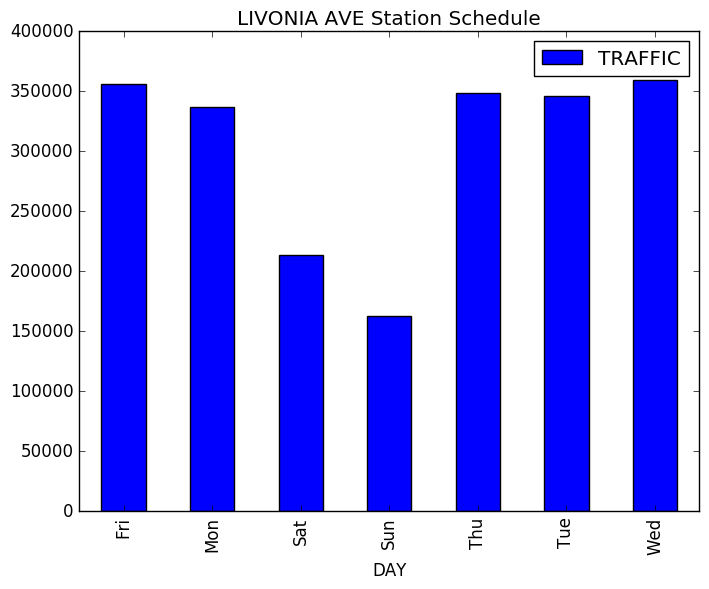 LIVONIA AVE Station Schedule
TRAFFIC
400000
350000
300000
250000
200000
150000
100000
50000
0
Fri
Mon
Sat
Sun
Thu
Tue
Wed
DAY